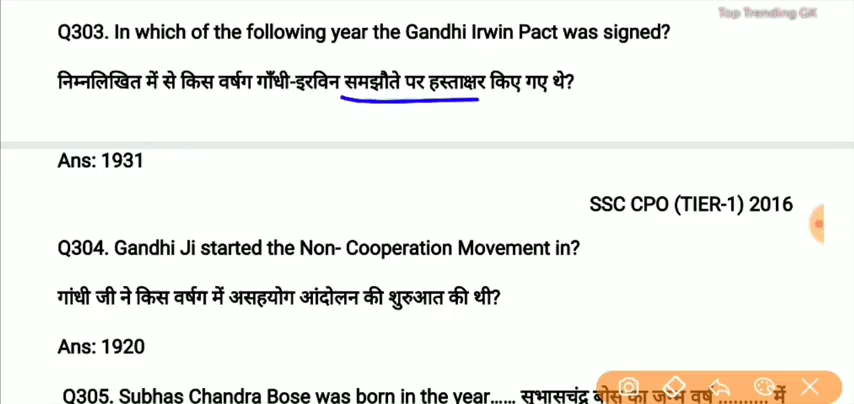 Top Trending GK
Q303. In which of the following year the Gandhi Irwin Pact was signed?
निम्नलिखित में से किस वर्षग गाँधी-इरविन समझौते पर हस्ताक्षर किए गए थे?
Ans: 1931
SSC CPO (TIER-1) 2016
Q304. Gandhi Ji started the Non- Cooperation Movement in?
गांधी जी ने किस वर्षग में असहयोग आंदोलन की शुरुआत की थी?
Ans: 1920
Q305. Subhas Chandra Bose was born in the year...... सुभासचंद्र बोस का जन्म वर्ष .......... में